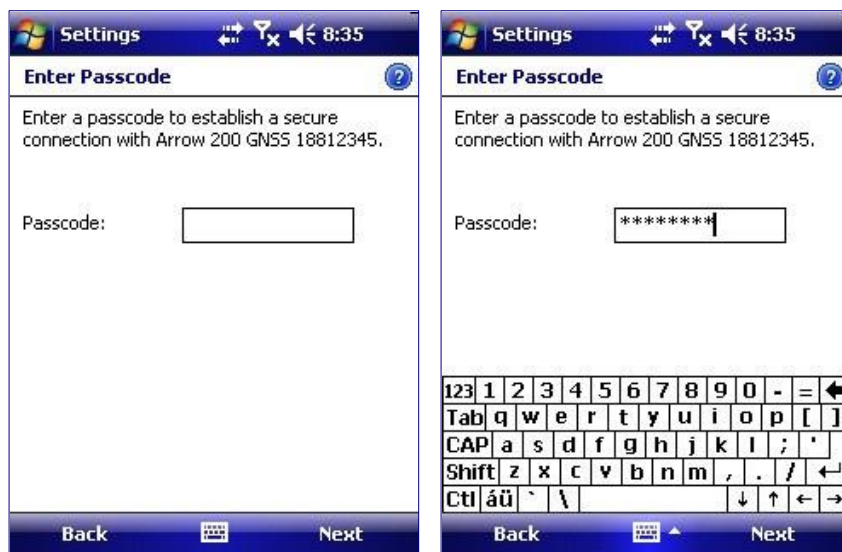 Settings 8:35
Enter Passcode ?
Enter a passcode to establish a secure
connection with Arrow 200 GNSS 18812345.
Passcode:
Back Next
Settings 8:35
Enter Passcode ?
Enter a passcode to establish a secure
connection with Arrow 200 GNSS 18812345.
Passcode: ********
123 1 2 3 4 5 6 7 8 9 0 - =
Tab q w e r t y u i o p [ ]
CAP a s d f g h j k l ; '
Shift z x c v b n m , . /
Ctl áü ` \
Back Next